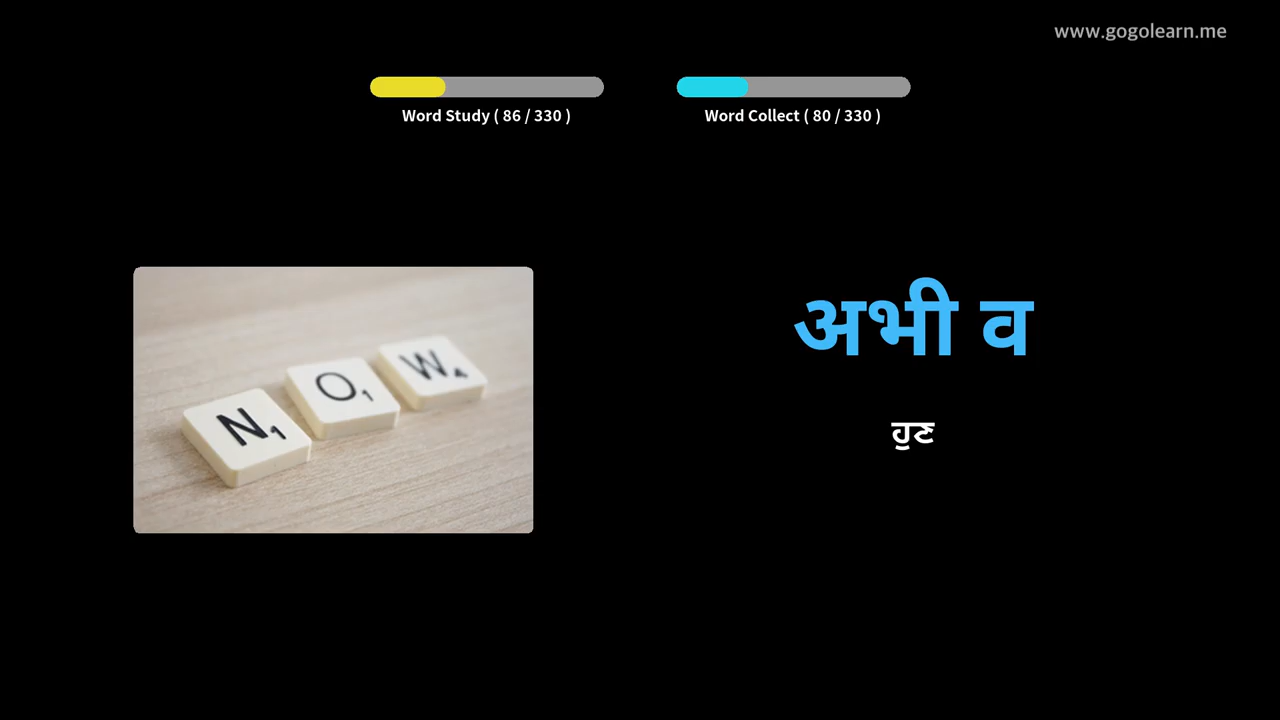 www.gogolearn.me
Word Study ( 86 / 330 )
Word Collect ( 80 / 330 )
N1 O1 W4
अभी व
ਹੁਣ